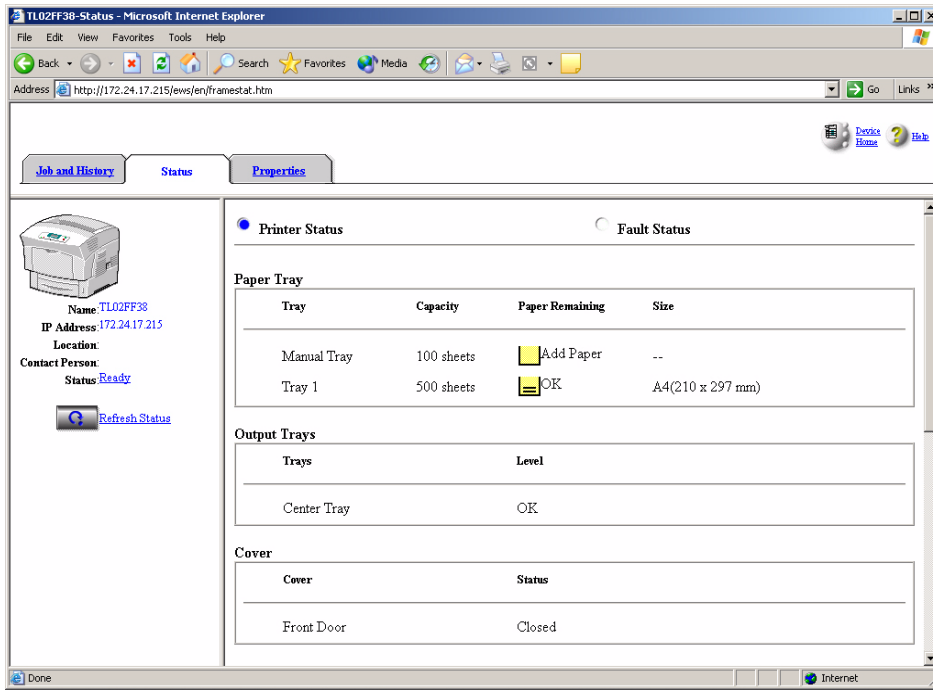 TL02FF38-Status - Microsoft Internet Explorer
File Edit View Favorites Tools Help
Back Search Favorites Media
Address http://172.24.17.215/ews/en/framestat.htm Go Links »
Device Home Help
Job and History Status Properties
Printer Status Fault Status
Name:TL02FF38
IP Address:172.24.17.215
Location:
Contact Person:
Status:Ready
Refresh Status
Paper Tray
Tray Capacity Paper Remaining Size
Manual Tray 100 sheets Add Paper --
Tray 1 500 sheets OK A4(210 x 297 mm)
Output Trays
Trays Level
Center Tray OK
Cover
Cover Status
Front Door Closed
Done Internet